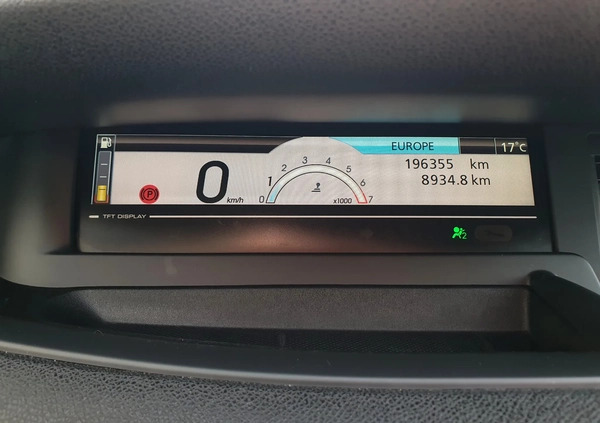 EUROPE 17°C
196355 km
8934.8 km
P 0 km/h
0 1 2 3 4 5 6 7
x1000
TFT DISPLAY
2